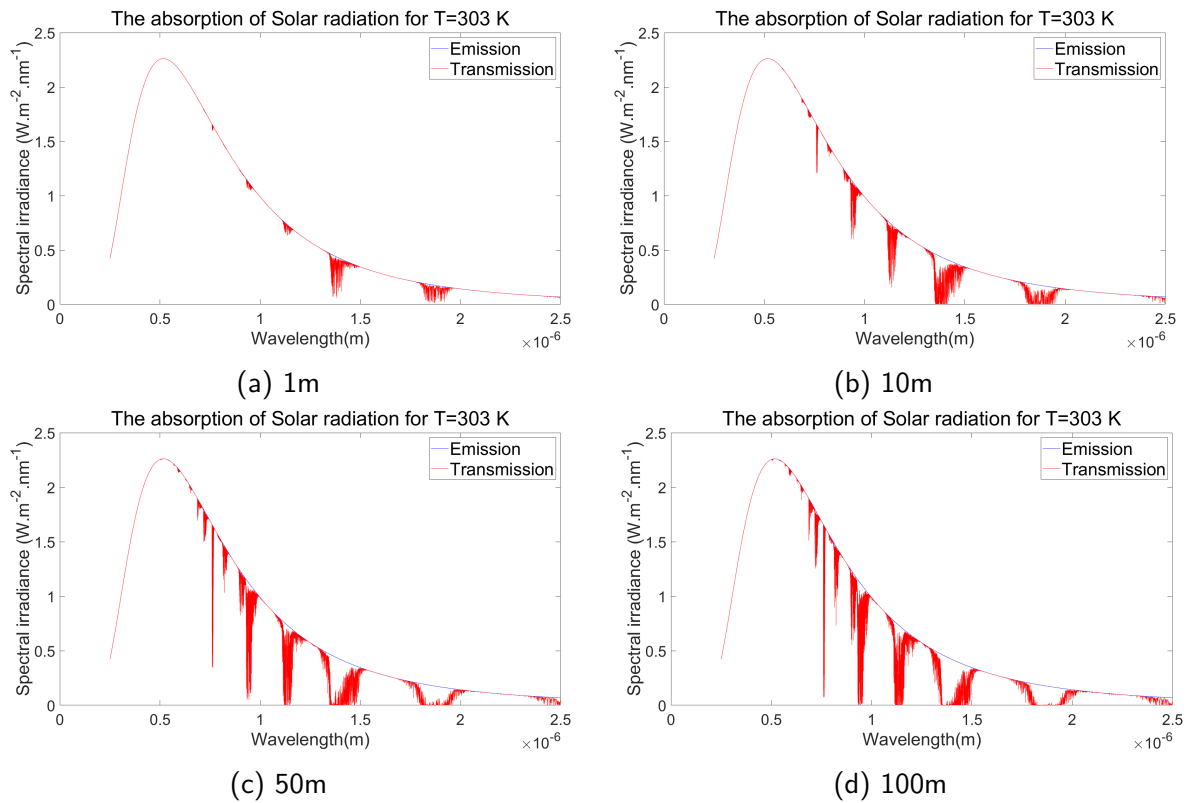 The absorption of Solar radiation for T=303 K
Spectral irradiance (W.m⁻².nm⁻¹)
2.5
2
1.5
1
0.5
0
Emission
Transmission
0 0.5 1 1.5 2 2.5
Wavelength(m)
×10⁻⁶
(a) 1m
The absorption of Solar radiation for T=303 K
Spectral irradiance (W.m⁻².nm⁻¹)
2.5
2
1.5
1
0.5
0
Emission
Transmission
0 0.5 1 1.5 2 2.5
Wavelength(m)
×10⁻⁶
(b) 10m
The absorption of Solar radiation for T=303 K
Spectral irradiance (W.m⁻².nm⁻¹)
2.5
2
1.5
1
0.5
0
Emission
Transmission
0 0.5 1 1.5 2 2.5
Wavelength(m)
×10⁻⁶
(c) 50m
The absorption of Solar radiation for T=303 K
Spectral irradiance (W.m⁻².nm⁻¹)
2.5
2
1.5
1
0.5
0
Emission
Transmission
0 0.5 1 1.5 2 2.5
Wavelength(m)
×10⁻⁶
(d) 100m